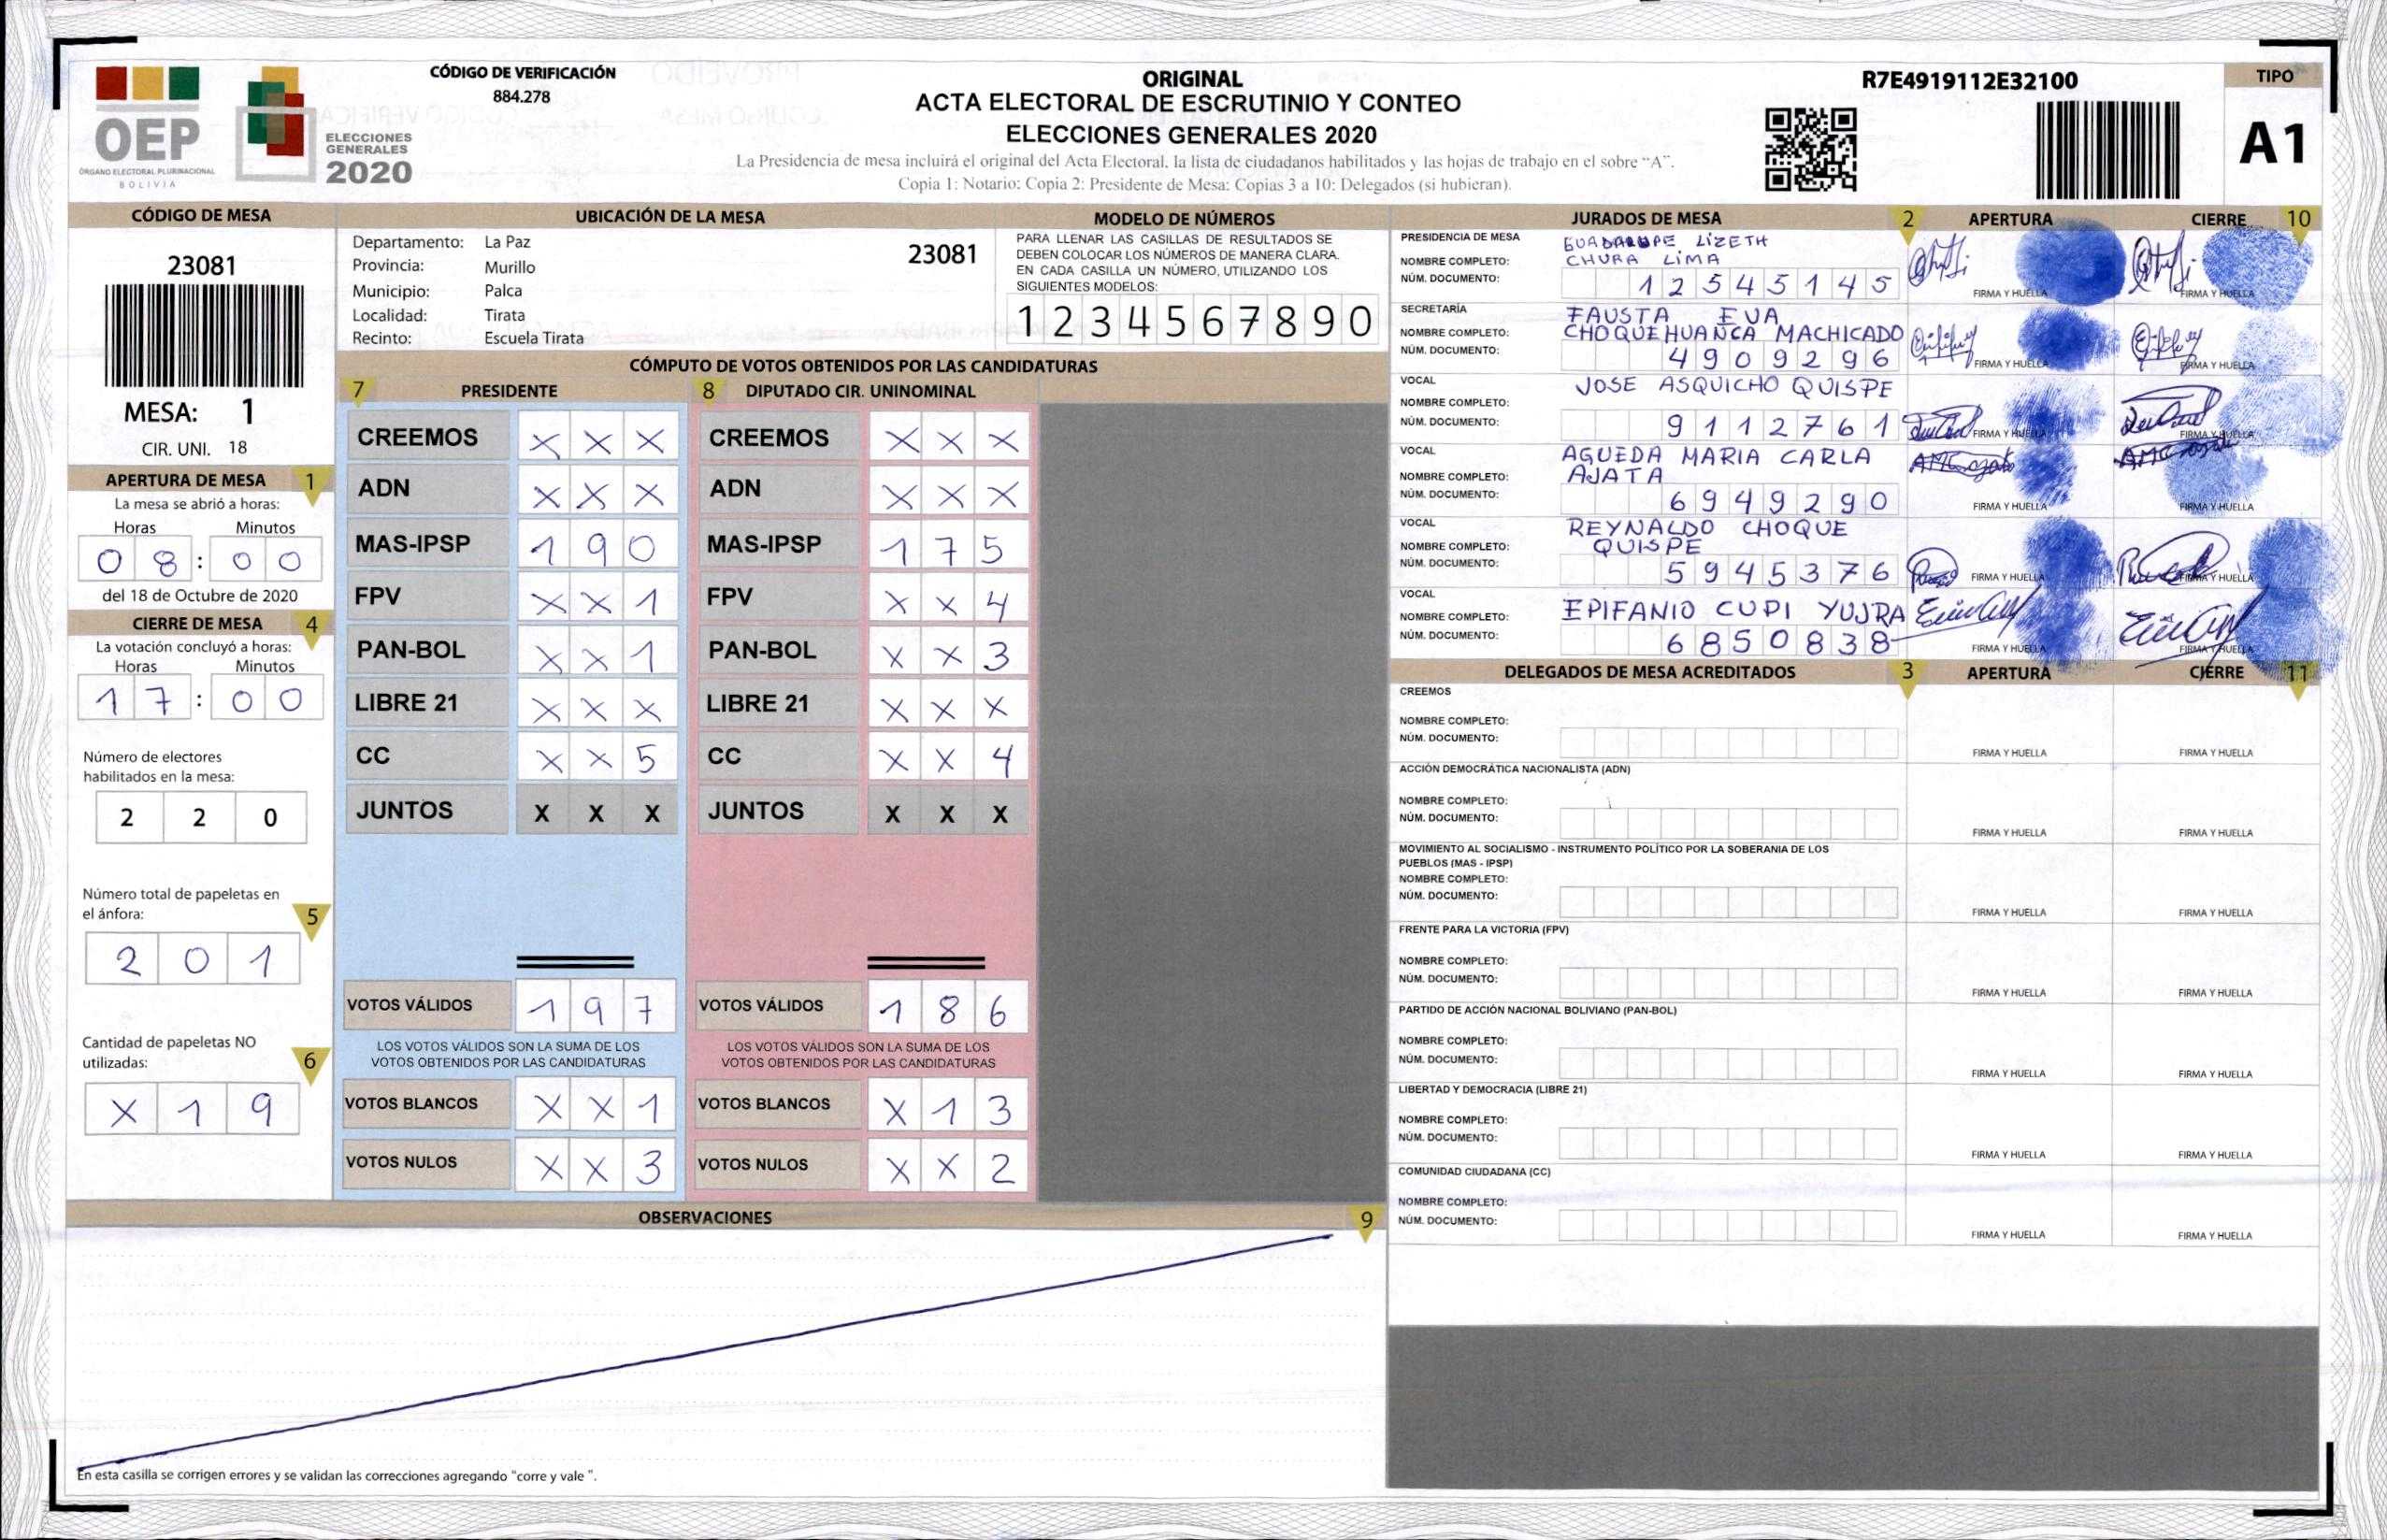 OEP
ÓRGANO ELECTORAL PLURINACIONAL
BOLIVIA
ELECCIONES
GENERALES
2020
CÓDIGO DE VERIFICACIÓN
884.278
ORIGINAL
ACTA ELECTORAL DE ESCRUTINIO Y CONTEO
ELECCIONES GENERALES 2020
La Presidencia de mesa incluirá el original del Acta Electoral, la lista de ciudadanos habilitados y las hojas de trabajo en el sobre “A”.
Copia 1: Notario: Copia 2: Presidente de Mesa: Copias 3 a 10: Delegados (si hubieran).
R7E4919112E32100
TIPO
A1
CÓDIGO DE MESA
23081
MESA: 1
CIR. UNI. 18
APERTURA DE MESA 1
La mesa se abrió a horas:
Horas Minutos
0 8 : 0 0
del 18 de Octubre de 2020
CIERRE DE MESA 4
La votación concluyó a horas:
Horas Minutos
1 7 : 0 0
Número de electores
habilitados en la mesa:
2 2 0
Número total de papeletas en
el ánfora: 5
2 0 1
Cantidad de papeletas NO
utilizadas: 6
X 1 9
UBICACIÓN DE LA MESA
Departamento: La Paz 23081
Provincia: Murillo
Municipio: Palca
Localidad: Tirata
Recinto: Escuela Tirata
MODELO DE NÚMEROS
PARA LLENAR LAS CASILLAS DE RESULTADOS SE
DEBEN COLOCAR LOS NÚMEROS DE MANERA CLARA.
EN CADA CASILLA UN NÚMERO, UTILIZANDO LOS
SIGUIENTES MODELOS:
1 2 3 4 5 6 7 8 9 0
CÓMPUTO DE VOTOS OBTENIDOS POR LAS CANDIDATURAS
7 PRESIDENTE
CREEMOS X X X
ADN X X X
MAS-IPSP 1 9 0
FPV X X 1
PAN-BOL X X 1
LIBRE 21 X X X
CC X X 5
JUNTOS X X X
VOTOS VÁLIDOS 1 9 7
LOS VOTOS VÁLIDOS SON LA SUMA DE LOS
VOTOS OBTENIDOS POR LAS CANDIDATURAS
VOTOS BLANCOS X X 1
VOTOS NULOS X X 3
8 DIPUTADO CIR. UNINOMINAL
CREEMOS X X X
ADN X X X
MAS-IPSP 1 7 5
FPV X X 4
PAN-BOL X X 3
LIBRE 21 X X X
CC X X 4
JUNTOS X X X
VOTOS VÁLIDOS 1 8 6
LOS VOTOS VÁLIDOS SON LA SUMA DE LOS
VOTOS OBTENIDOS POR LAS CANDIDATURAS
VOTOS BLANCOS X 1 3
VOTOS NULOS X X 2
OBSERVACIONES 9
En esta casilla se corrigen errores y se validan las correcciones agregando "corre y vale ".
JURADOS DE MESA 2 APERTURA CIERRE 10
PRESIDENCIA DE MESA GUADALUPE LIZETH
NOMBRE COMPLETO: CHURA LIMA
NÚM. DOCUMENTO: 1 2 5 4 5 1 4 5
FIRMA Y HUELLA FIRMA Y HUELLA
SECRETARÍA FAUSTA EVA
NOMBRE COMPLETO: CHOQUEHUANCA MACHICADO
NÚM. DOCUMENTO: 4 9 0 9 2 9 6
FIRMA Y HUELLA FIRMA Y HUELLA
VOCAL JOSE ASQUICHO QUISPE
NOMBRE COMPLETO:
NÚM. DOCUMENTO: 9 1 1 2 7 6 1
FIRMA Y HUELLA FIRMA Y HUELLA
VOCAL AGUEDA MARIA CARLA
NOMBRE COMPLETO: AJATA
NÚM. DOCUMENTO: 6 9 4 9 2 9 0
FIRMA Y HUELLA FIRMA Y HUELLA
VOCAL REYNALDO CHOQUE
NOMBRE COMPLETO: QUISPE
NÚM. DOCUMENTO: 5 9 4 5 3 7 6
FIRMA Y HUELLA FIRMA Y HUELLA
VOCAL
NOMBRE COMPLETO: EPIFANIO CUPI YUJRA
NÚM. DOCUMENTO: 6 8 5 0 8 3 8
FIRMA Y HUELLA FIRMA Y HUELLA
DELEGADOS DE MESA ACREDITADOS 3 APERTURA CIERRE 11
CREEMOS
NOMBRE COMPLETO:
NÚM. DOCUMENTO:
FIRMA Y HUELLA FIRMA Y HUELLA
ACCIÓN DEMOCRÁTICA NACIONALISTA (ADN)
NOMBRE COMPLETO:
NÚM. DOCUMENTO:
FIRMA Y HUELLA FIRMA Y HUELLA
MOVIMIENTO AL SOCIALISMO - INSTRUMENTO POLÍTICO POR LA SOBERANIA DE LOS
PUEBLOS (MAS - IPSP)
NOMBRE COMPLETO:
NÚM. DOCUMENTO:
FIRMA Y HUELLA FIRMA Y HUELLA
FRENTE PARA LA VICTORIA (FPV)
NOMBRE COMPLETO:
NÚM. DOCUMENTO:
FIRMA Y HUELLA FIRMA Y HUELLA
PARTIDO DE ACCIÓN NACIONAL BOLIVIANO (PAN-BOL)
NOMBRE COMPLETO:
NÚM. DOCUMENTO:
FIRMA Y HUELLA FIRMA Y HUELLA
LIBERTAD Y DEMOCRACIA (LIBRE 21)
NOMBRE COMPLETO:
NÚM. DOCUMENTO:
FIRMA Y HUELLA FIRMA Y HUELLA
COMUNIDAD CIUDADANA (CC)
NOMBRE COMPLETO:
NÚM. DOCUMENTO:
FIRMA Y HUELLA FIRMA Y HUELLA